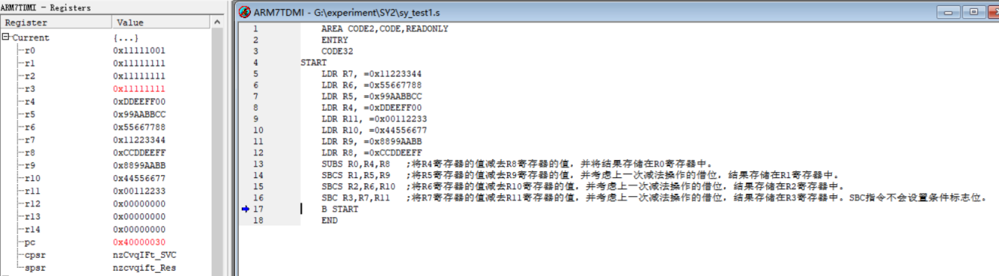 ARM7TDMI - Registers
Register Value
Current {...}
r0 0x11111001
r1 0x11111111
r2 0x11111111
r3 0x11111111
r4 0xDDEEFF00
r5 0x99AABBCC
r6 0x55667788
r7 0x11223344
r8 0xCCDDEEFF
r9 0x8899AABB
r10 0x44556677
r11 0x00112233
r12 0x00000000
r13 0x00000000
r14 0x00000000
pc 0x40000030
cpsr nzCvqIFt_SVC
spsr nzcvqift_Res
ARM7TDMI - G:\experiment\SY2\sy_test1.s
1 AREA CODE2,CODE,READONLY
2 ENTRY
3 CODE32
4 START
5 LDR R7, =0x11223344
6 LDR R6, =0x55667788
7 LDR R5, =0x99AABBCC
8 LDR R4, =0xDDEEFF00
9 LDR R11, =0x00112233
10 LDR R10, =0x44556677
11 LDR R9, =0x8899AABB
12 LDR R8, =0xCCDDEEFF
13 SUBS R0,R4,R8 ;将R4寄存器的值减去R8寄存器的值，并将结果存储在R0寄存器中。
14 SBCS R1,R5,R9 ;将R5寄存器的值减去R9寄存器的值，并考虑上一次减法操作的借位，结果存储在R1寄存器中。
15 SBCS R2,R6,R10 ;将R6寄存器的值减去R10寄存器的值，并考虑上一次减法操作的借位，结果存储在R2寄存器中。
16 SBC R3,R7,R11 ;将R7寄存器的值减去R11寄存器的值，并考虑上一次减法操作的借位，结果存储在R3寄存器中。SBC指令不会设置条件标志位。
17 B START
18 END